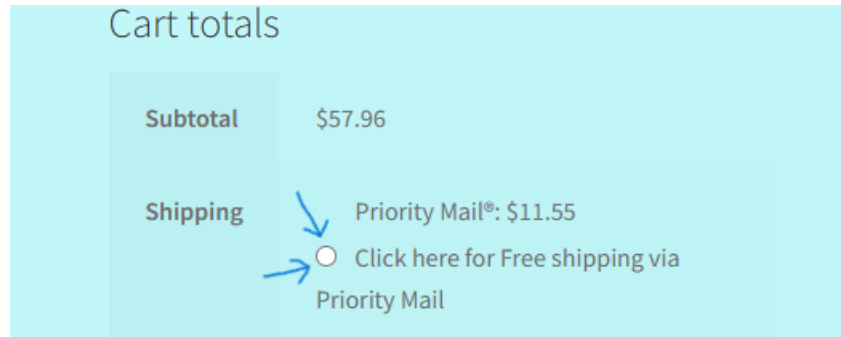 Cart totals
Subtotal $57.96
Shipping Priority Mail®: $11.55
Click here for Free shipping via
Priority Mail